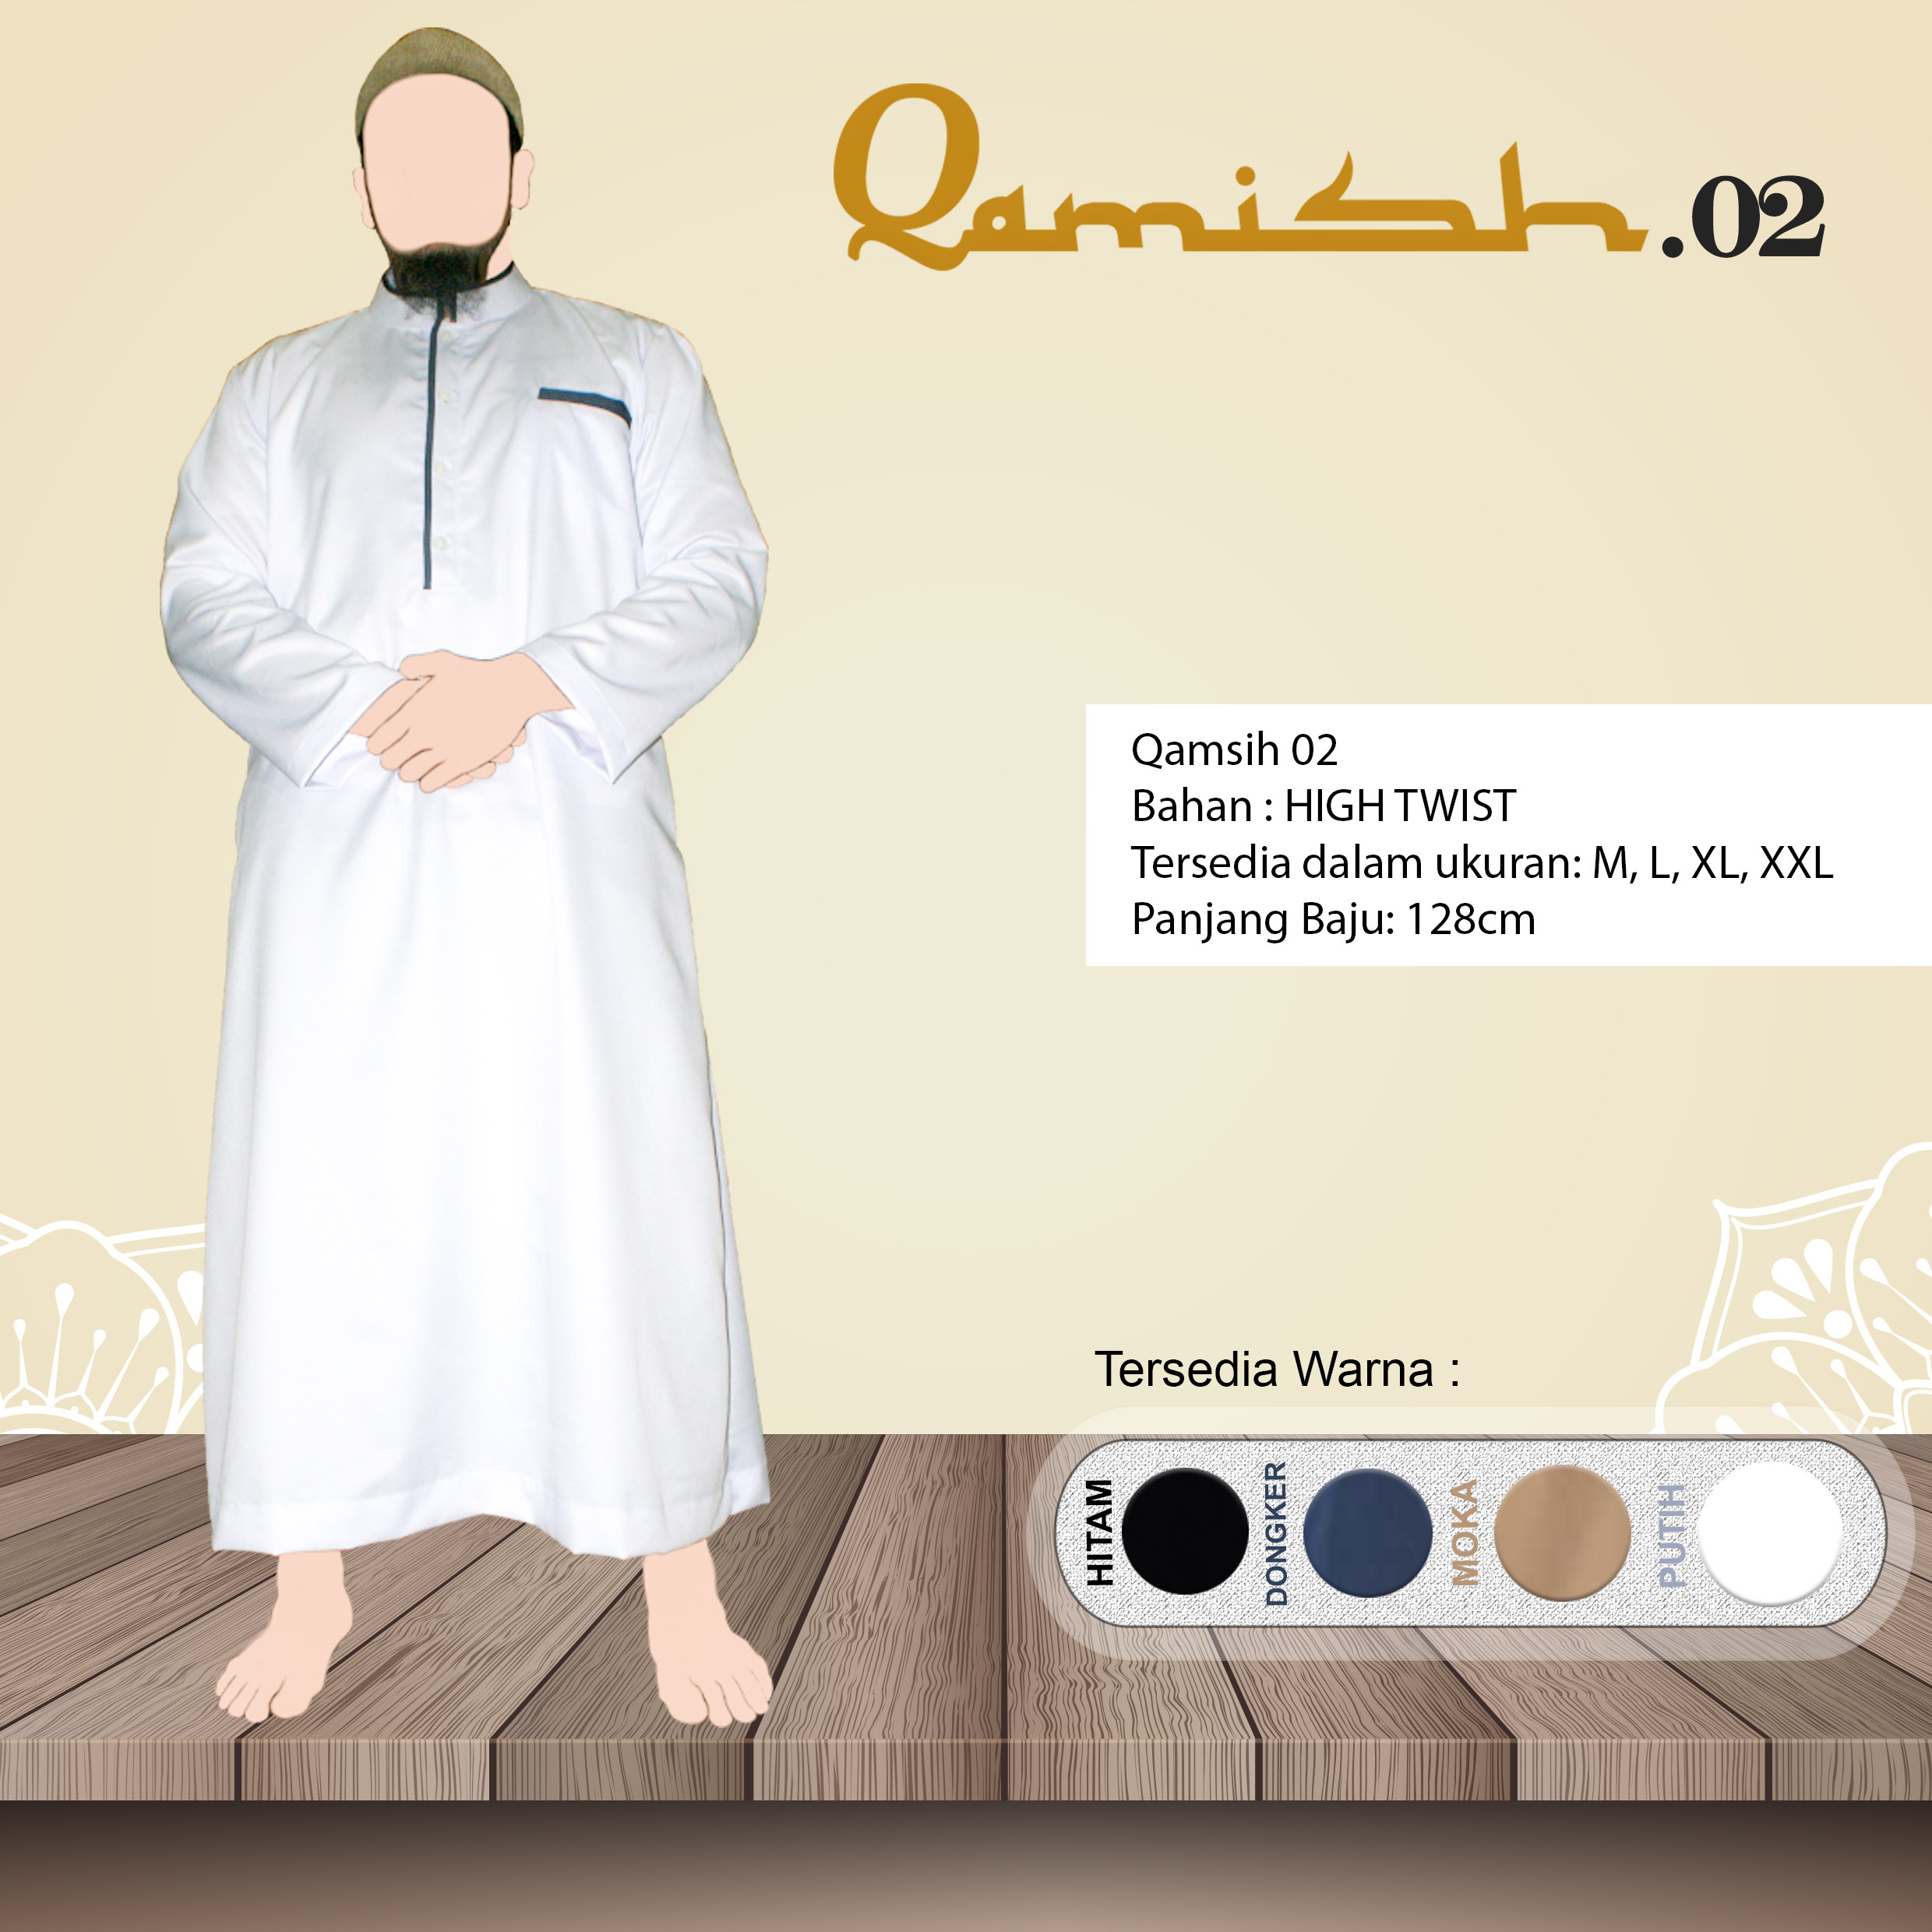 Qamish.02
Qamsih 02
Bahan : HIGH TWIST
Tersedia dalam ukuran: M, L, XL, XXL
Panjang Baju: 128cm
Tersedia Warna :
HITAM
DONGKER
MOKA
PUTIH